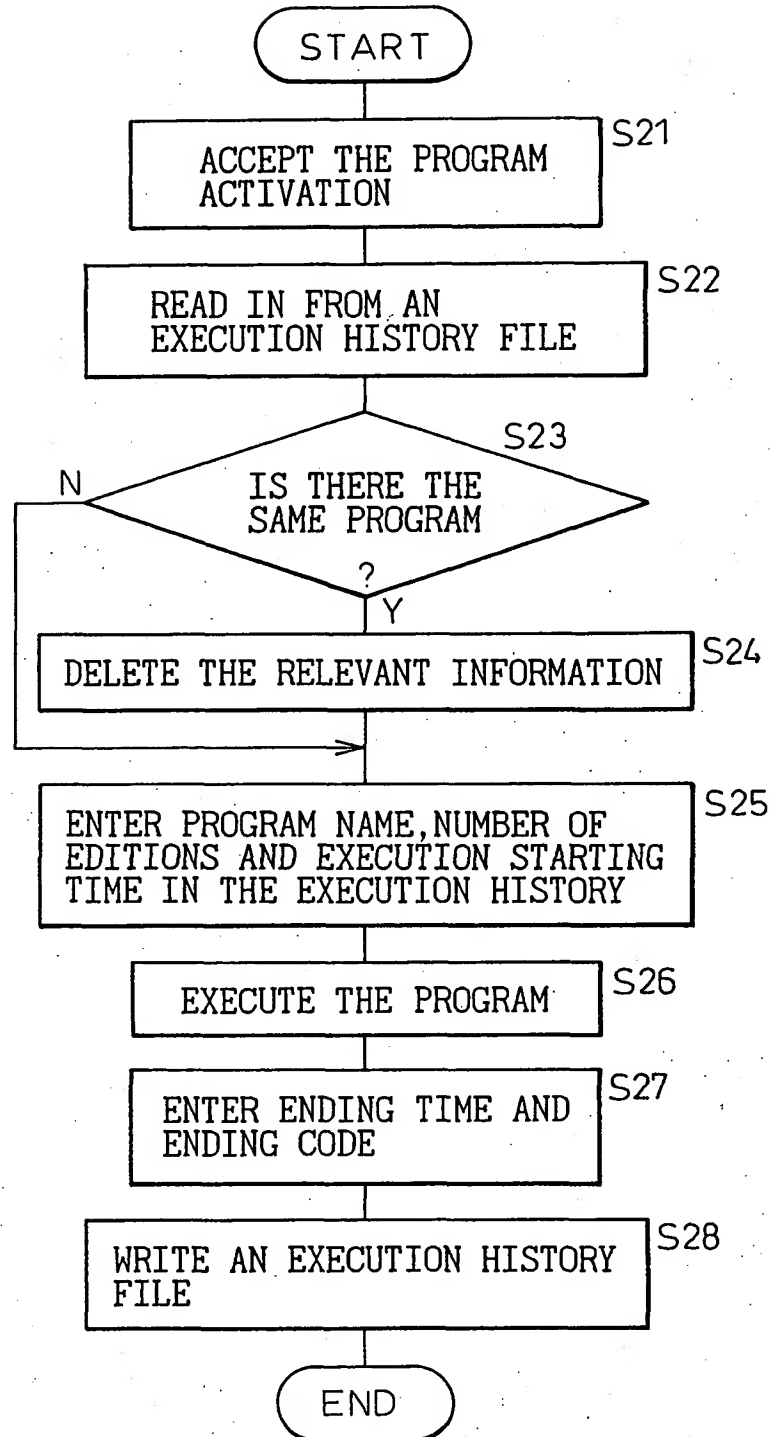 START
S21
ACCEPT THE PROGRAM
ACTIVATION
S22
READ IN FROM AN
EXECUTION HISTORY FILE
S23
N
IS THERE THE
SAME PROGRAM
?
Y
S24
DELETE THE RELEVANT INFORMATION
S25
ENTER PROGRAM NAME,NUMBER OF
EDITIONS AND EXECUTION STARTING
TIME IN THE EXECUTION HISTORY
S26
EXECUTE THE PROGRAM
S27
ENTER ENDING TIME AND
ENDING CODE
S28
WRITE AN EXECUTION HISTORY
FILE
END